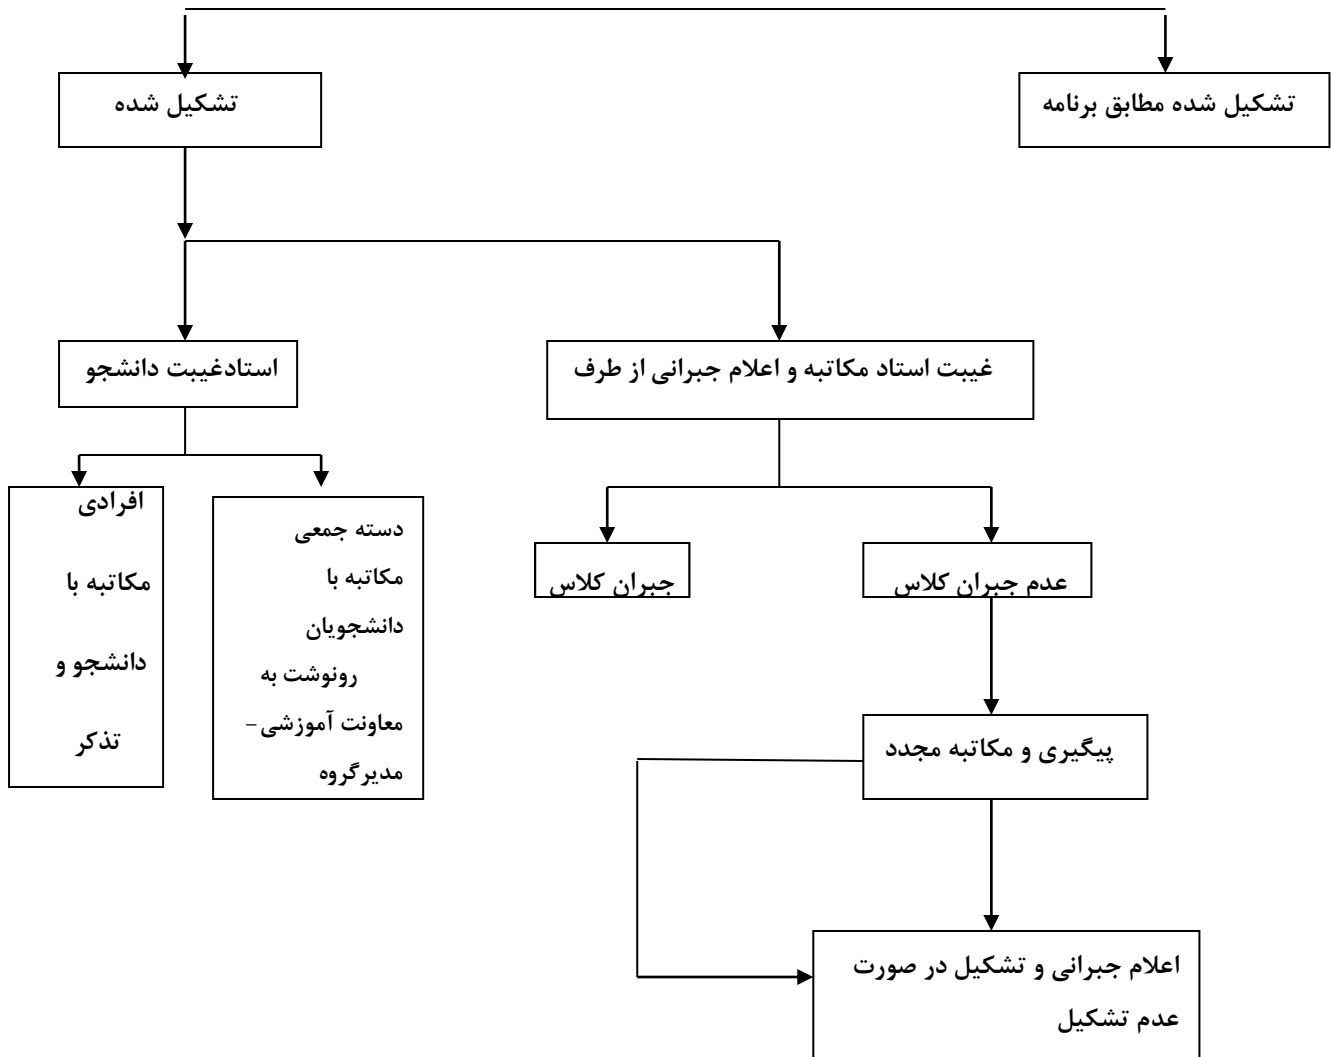 تشکیل شده مطابق برنامه
تشکیل شده
غیبت استاد مکاتبه و اعلام جبرانی از طرف
استادغیبت دانشجو
دسته جمعی
مکاتبه با
دانشجویان
رونوشت به
معاونت آموزشی–
مدیرگروه
افرادی
مکاتبه با
دانشجو و
تذکر
عدم جبران کلاس
جبران کلاس
پیگیری و مکاتبه مجدد
اعلام جبرانی و تشکیل در صورت
عدم تشکیل